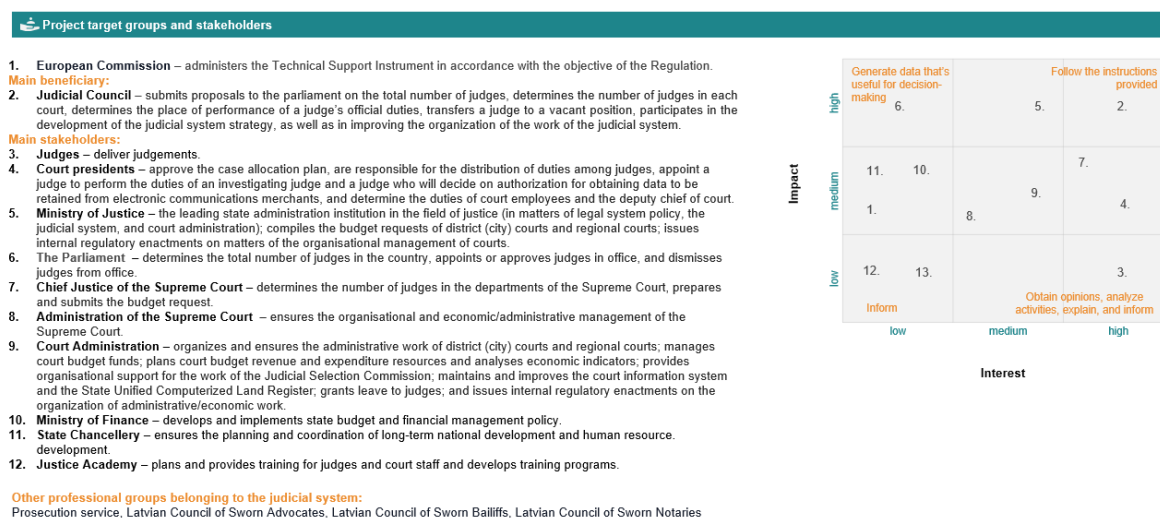 Project target groups and stakeholders
1. European Commission – administers the Technical Support Instrument in accordance with the objective of the Regulation.
Main beneficiary:
2. Judicial Council – submits proposals to the parliament on the total number of judges, determines the number of judges in each
court, determines the place of performance of a judge's official duties, transfers a judge to a vacant position, participates in the
development of the judicial system strategy, as well as in improving the organization of the work of the judicial system.
Main stakeholders:
3. Judges – deliver judgements.
4. Court presidents – approve the case allocation plan, are responsible for the distribution of duties among judges, appoint a
judge to perform the duties of an investigating judge and a judge who will decide on authorization for obtaining data to be
retained from electronic communications merchants, and determine the duties of court employees and the deputy chief of court.
5. Ministry of Justice – the leading state administration institution in the field of justice (in matters of legal system policy, the
judicial system, and court administration); compiles the budget requests of district (city) courts and regional courts; issues
internal regulatory enactments on matters of the organisational management of courts.
6. The Parliament – determines the total number of judges in the country, appoints or approves judges in office, and dismisses
judges from office.
7. Chief Justice of the Supreme Court – determines the number of judges in the departments of the Supreme Court, prepares
and submits the budget request.
8. Administration of the Supreme Court – ensures the organisational and economic/administrative management of the
Supreme Court.
9. Court Administration – organizes and ensures the administrative work of district (city) courts and regional courts; manages
court budget funds; plans court budget revenue and expenditure resources and analyses economic indicators; provides
organisational support for the work of the Judicial Selection Commission; maintains and improves the court information system
and the State Unified Computerized Land Register; grants leave to judges; and issues internal regulatory enactments on the
organization of administrative/economic work.
10. Ministry of Finance – develops and implements state budget and financial management policy.
11. State Chancellery – ensures the planning and coordination of long-term national development and human resource.
development.
12. Justice Academy – plans and provides training for judges and court staff and develops training programs.
Other professional groups belonging to the judicial system:
Prosecution service, Latvian Council of Sworn Advocates, Latvian Council of Sworn Bailiffs, Latvian Council of Sworn Notaries
Generate data that's
useful for decision-
making
Follow the instructions
provided
6.
5.
2.
high
11.
10.
7.
9.
1.
8.
4.
medium
Impact
12.
13.
3.
low
Inform
Obtain opinions, analyze
activities, explain, and inform
low
medium
high
Interest